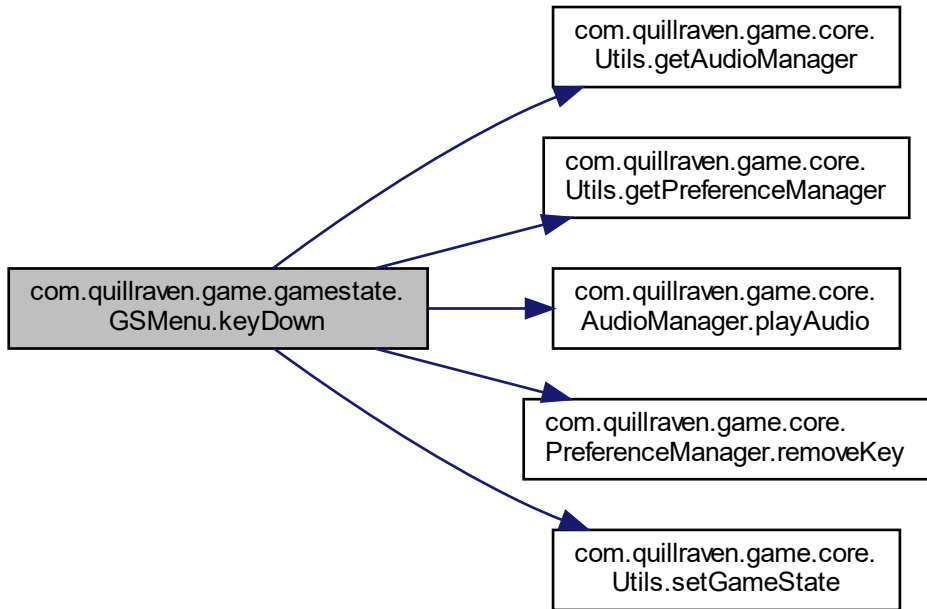 com.quillraven.game.core.
Utils.getAudioManager
com.quillraven.game.core.
Utils.getPreferenceManager
com.quillraven.game.gamestate.
GSMenu.keyDown
com.quillraven.game.core.
AudioManager.playAudio
com.quillraven.game.core.
PreferenceManager.removeKey
com.quillraven.game.core.
Utils.setGameState